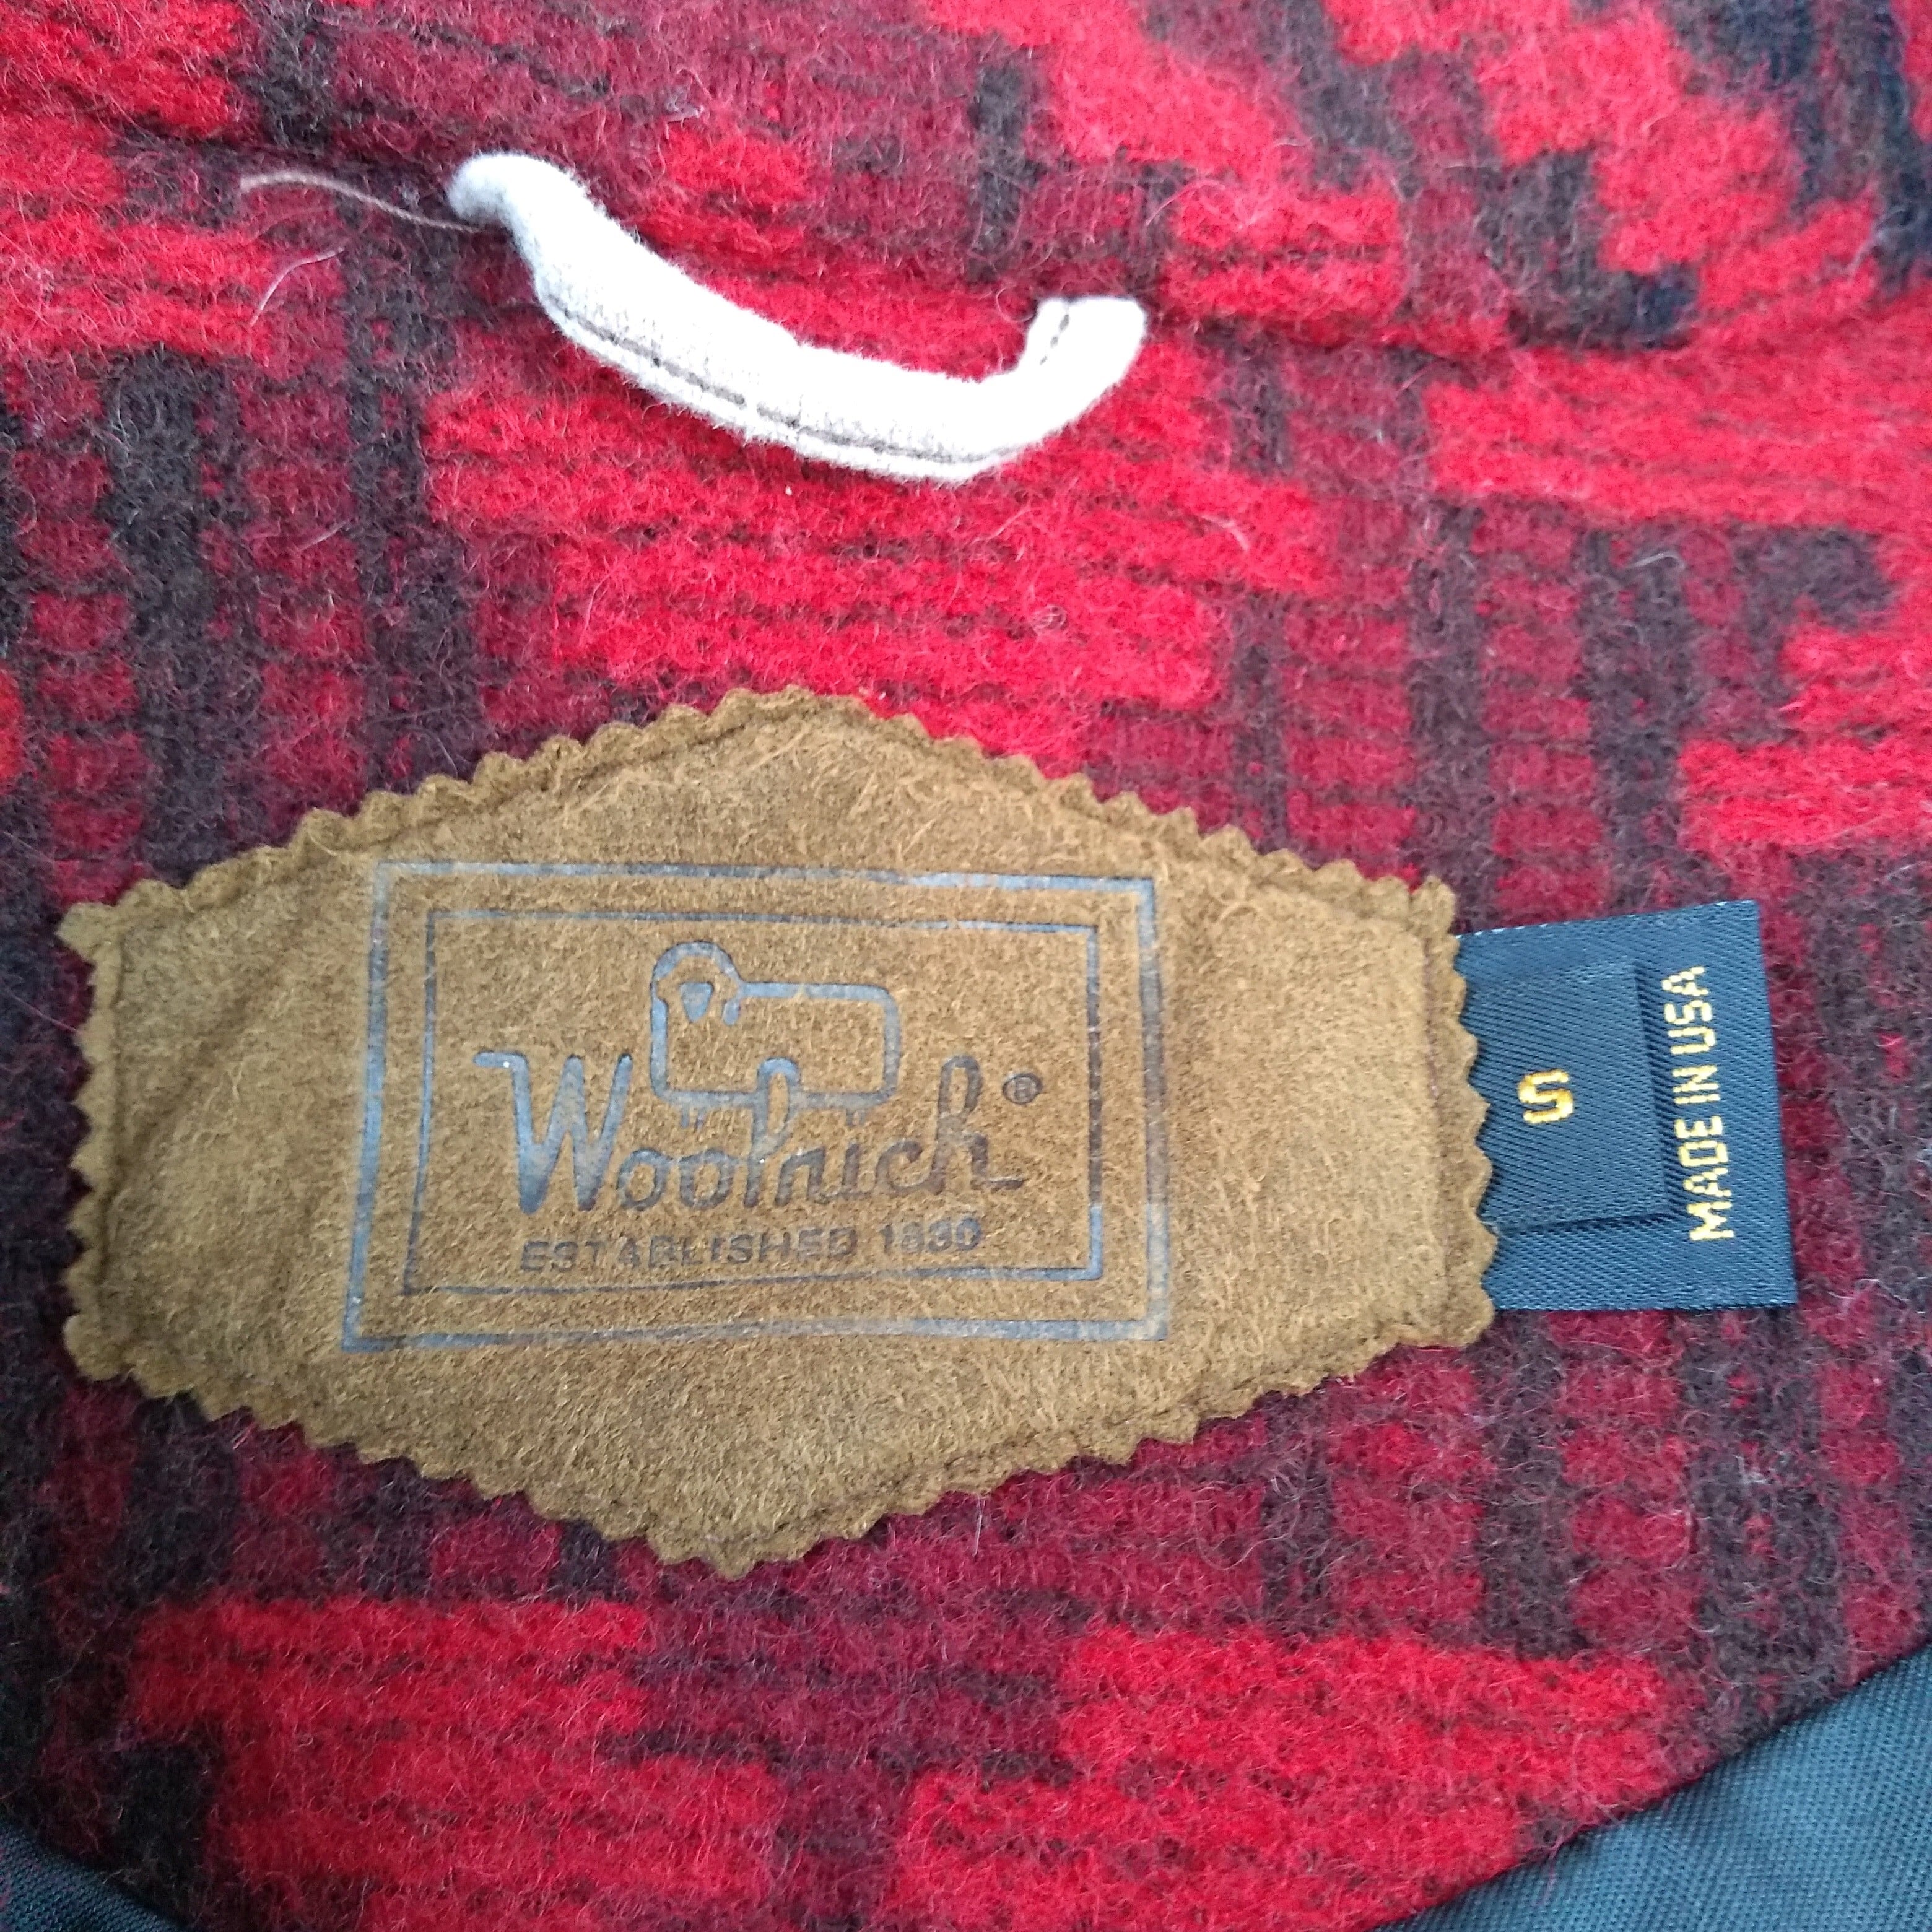 Woolrich®
ESTABLISHED 1830
S
MADE IN USA